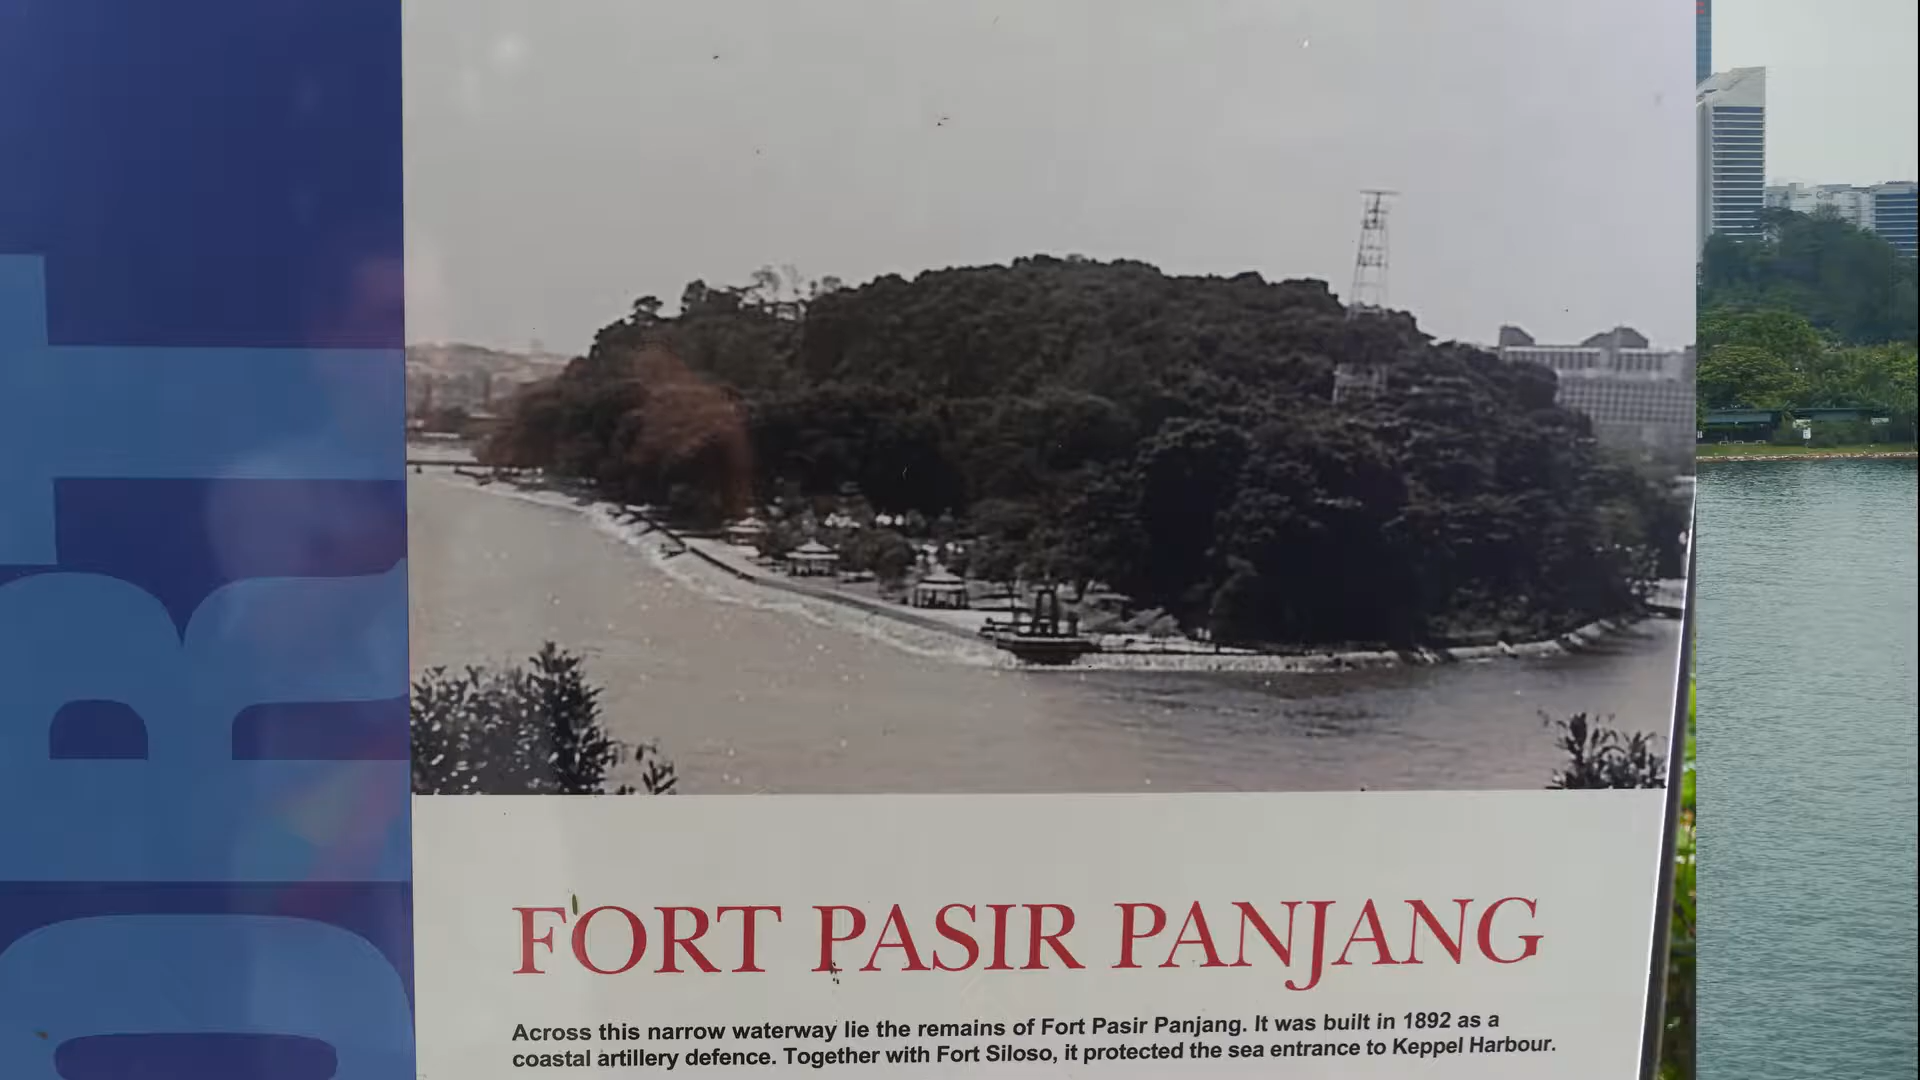 FORT
FORT PASIR PANJANG
Across this narrow waterway lie the remains of Fort Pasir Panjang. It was built in 1892 as a
coastal artillery defence. Together with Fort Siloso, it protected the sea entrance to Keppel Harbour.